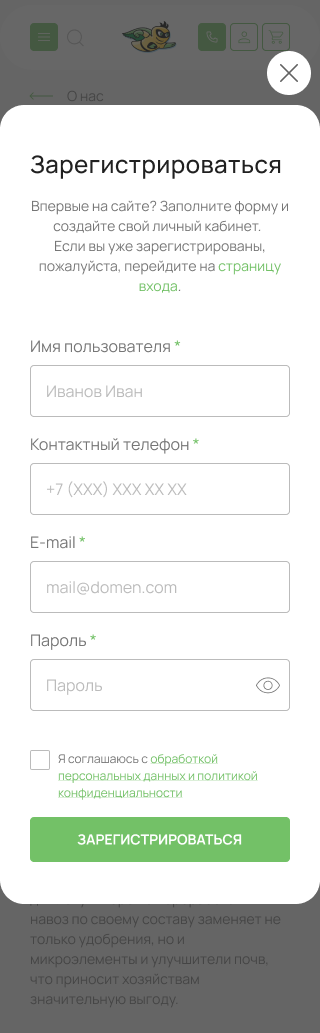 О нас
Зарегистрироваться
Впервые на сайте? Заполните форму и
создайте свой личный кабинет.
Если вы уже зарегистрированы,
пожалуйста, перейдите на страницу
входа.
Имя пользователя *
Иванов Иван
Контактный телефон *
+7 (XXX) XXX XX XX
E-mail *
mail@domen.com
Пароль *
Пароль
Я соглашаюсь с обработкой
персональных данных и политикой
конфиденциальности
ЗАРЕГИСТРИРОВАТЬСЯ
навоз по своему составу заменяет не
только удобрения, но и
микроэлементы и улучшители почв,
что приносит хозяйствам
значительную выгоду.